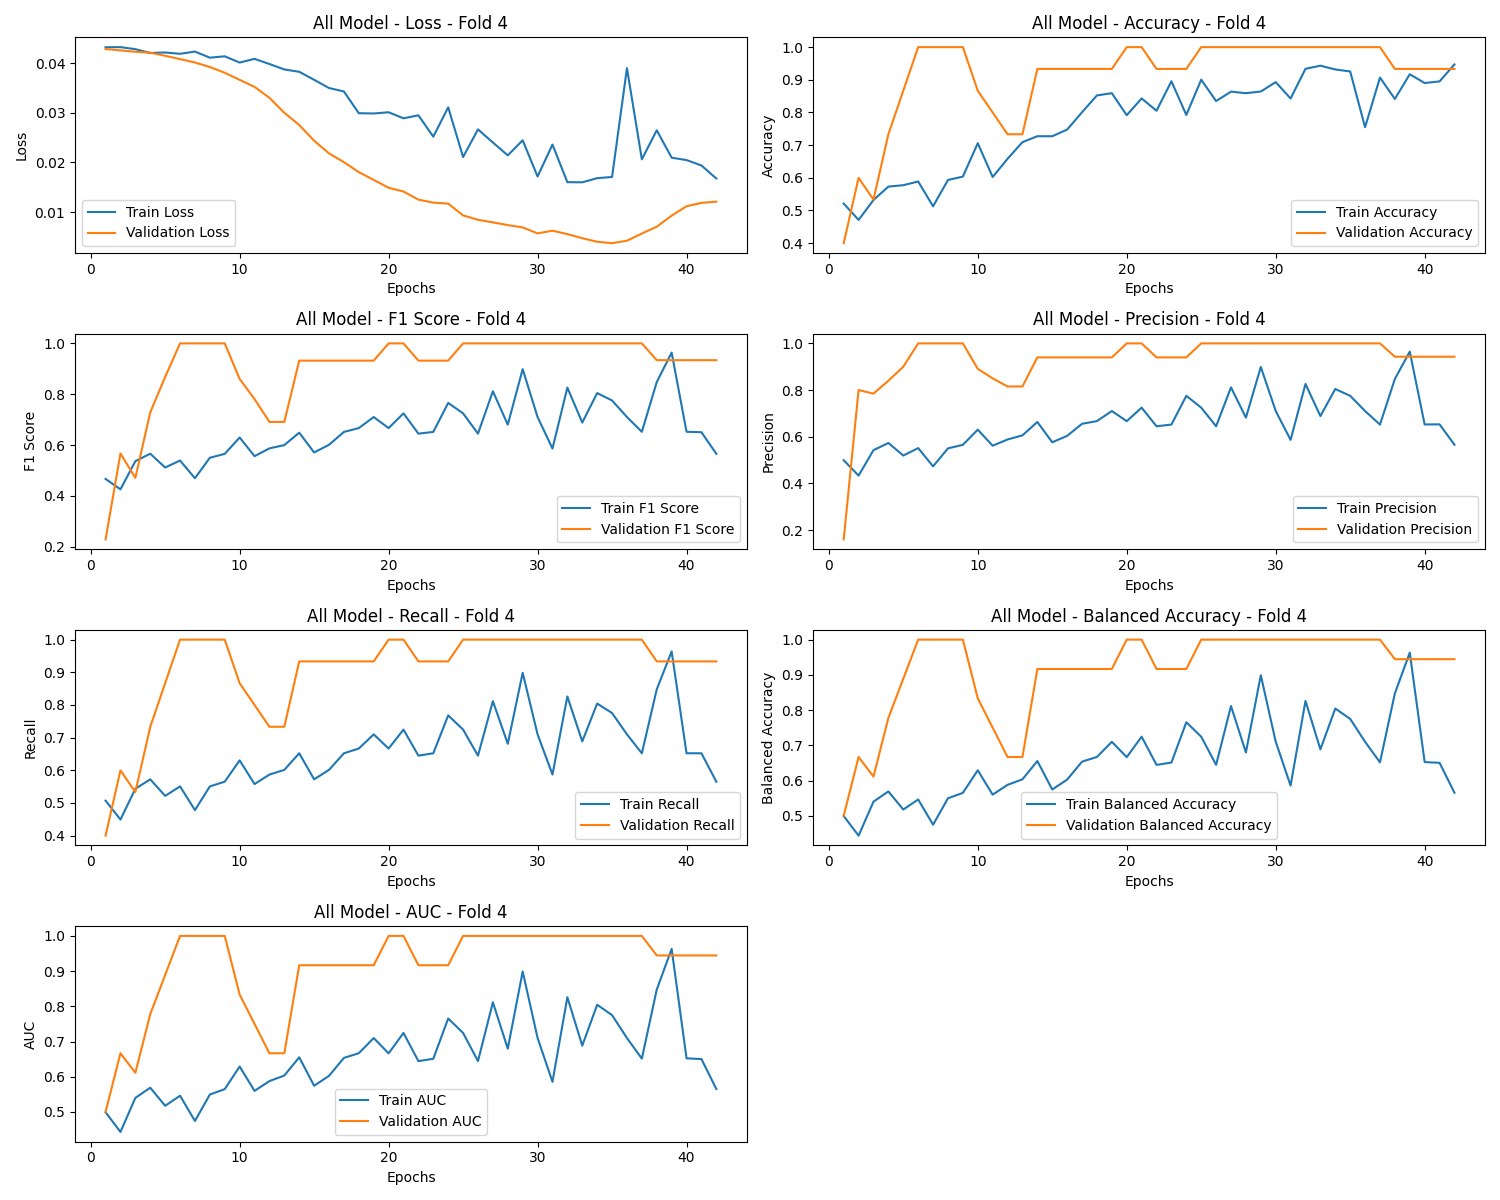 All Model - Loss - Fold 4
Loss
0.04
0.03
0.02
0.01
Train Loss
Validation Loss
0 10 20 30 40
Epochs
All Model - Accuracy - Fold 4
Accuracy
1.0
0.9
0.8
0.7
0.6
0.5
0.4
Train Accuracy
Validation Accuracy
0 10 20 30 40
Epochs
All Model - F1 Score - Fold 4
F1 Score
1.0
0.8
0.6
0.4
0.2
Train F1 Score
Validation F1 Score
0 10 20 30 40
Epochs
All Model - Precision - Fold 4
Precision
1.0
0.8
0.6
0.4
0.2
Train Precision
Validation Precision
0 10 20 30 40
Epochs
All Model - Recall - Fold 4
Recall
1.0
0.9
0.8
0.7
0.6
0.5
0.4
Train Recall
Validation Recall
0 10 20 30 40
Epochs
All Model - Balanced Accuracy - Fold 4
Balanced Accuracy
1.0
0.9
0.8
0.7
0.6
0.5
Train Balanced Accuracy
Validation Balanced Accuracy
0 10 20 30 40
Epochs
All Model - AUC - Fold 4
AUC
1.0
0.9
0.8
0.7
0.6
0.5
Train AUC
Validation AUC
0 10 20 30 40
Epochs